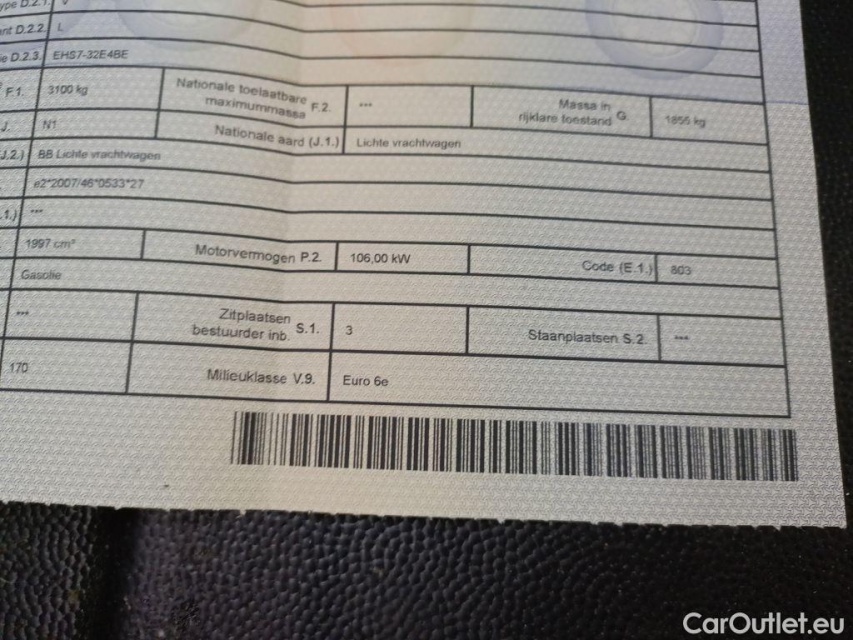 ype D.2.1. V
nt D.2.2. L
ie D.2.3. EHS7-32E4BE
F.1. 3100 kg Nationale toelaatbare maximummassa F.2. *** Massa in rijklare toestand G. 1855 kg
J. N1 Nationale aard (J.1.) Lichte vrachtwagen
J.2.) BB Lichte vrachtwagen
e2*2007/46*0533*27
.1.) ***
1997 cm³ Motorvermogen P.2. 106,00 kW Code (E.1.) 803
Gasolie
*** Zitplaatsen bestuurder inb. S.1. 3 Staanplaatsen S.2. ***
170 Milieuklasse V.9. Euro 6e
CarOutlet.eu